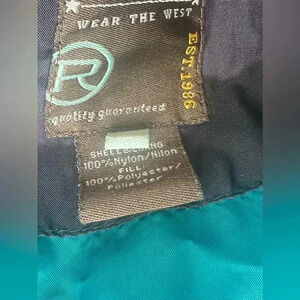 WEAR THE WEST
EST. 1986
R
quality guaranteed
SHELL/LINING
100% Nylon/Nilon
FILL:
100% Polyester/
Poliester